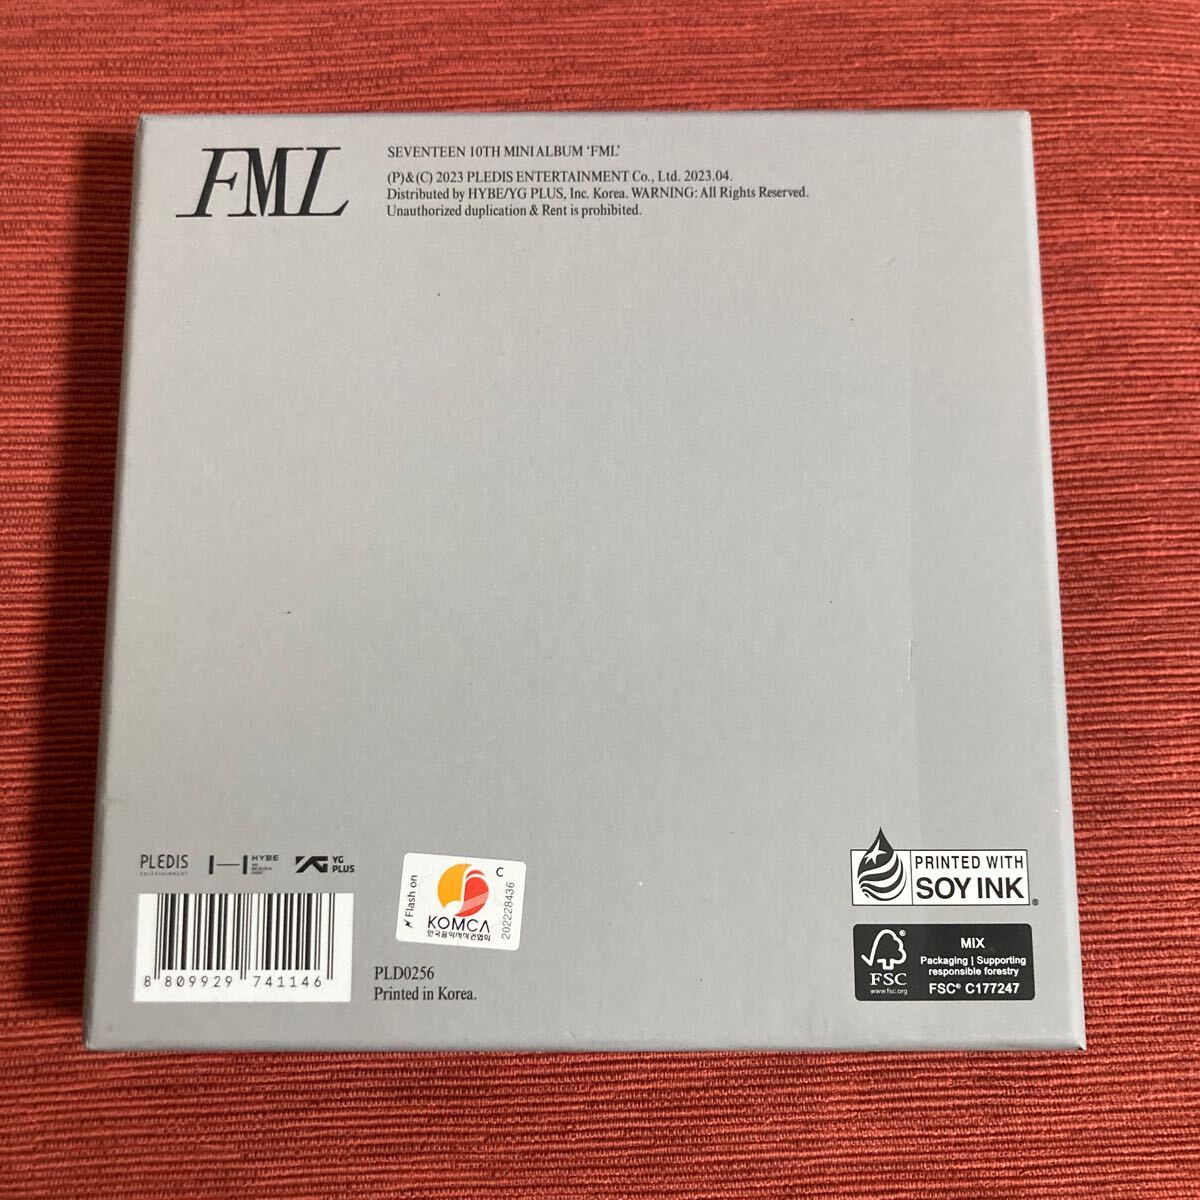 FML
SEVENTEEN 10TH MINI ALBUM ‘FML’
(P)&(C) 2023 PLEDIS ENTERTAINMENT Co., Ltd. 2023.04.
Distributed by HYBE/YG PLUS, Inc. Korea. WARNING: All Rights Reserved.
Unauthorized duplication & Rent is prohibited.
PLEDIS
ENTERTAINMENT
HYBE
YG
PLUS
8 809929 741146
Flash on
KOMCA
한국음악저작권협회
C
202228436
PLD0256
Printed in Korea.
PRINTED WITH
SOY INK®
FSC
www.fsc.org
MIX
Packaging | Supporting
responsible forestry
FSC® C177247